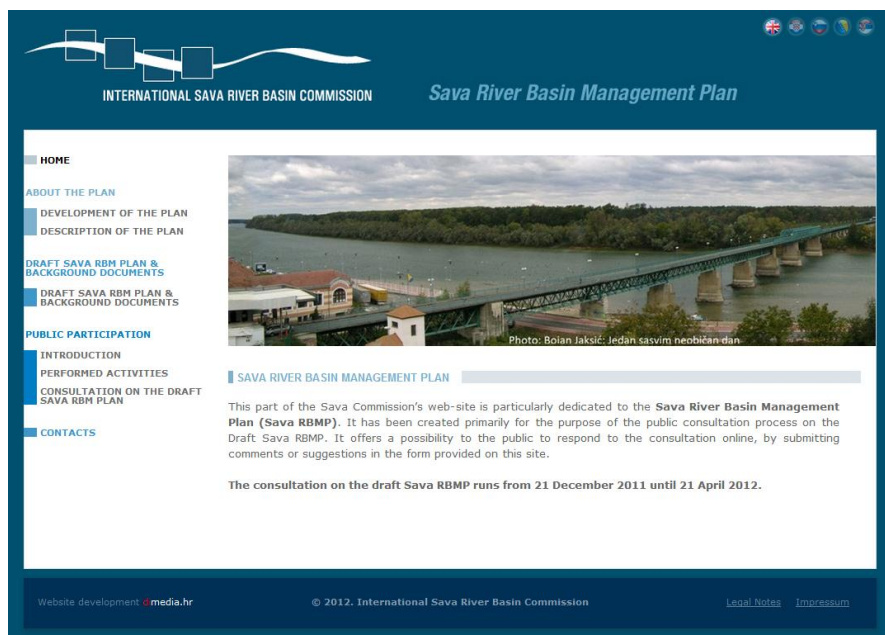 INTERNATIONAL SAVA RIVER BASIN COMMISSION
Sava River Basin Management Plan
HOME
ABOUT THE PLAN
DEVELOPMENT OF THE PLAN
DESCRIPTION OF THE PLAN
DRAFT SAVA RBM PLAN &
BACKGROUND DOCUMENTS
DRAFT SAVA RBM PLAN &
BACKGROUND DOCUMENTS
PUBLIC PARTICIPATION
INTRODUCTION
PERFORMED ACTIVITIES
CONSULTATION ON THE DRAFT
SAVA RBM PLAN
CONTACTS
Photo: Bojan Jaksić: Jedan sasvim neobičan dan
SAVA RIVER BASIN MANAGEMENT PLAN
This part of the Sava Commission's web-site is particularly dedicated to the Sava River Basin Management
Plan (Sava RBMP). It has been created primarily for the purpose of the public consultation process on the
Draft Sava RBMP. It offers a possibility to the public to respond to the consultation online, by submitting
comments or suggestions in the form provided on this site.
The consultation on the draft Sava RBMP runs from 21 December 2011 until 21 April 2012.
Website development dimedia.hr
© 2012. International Sava River Basin Commission
Legal Notes Impressum